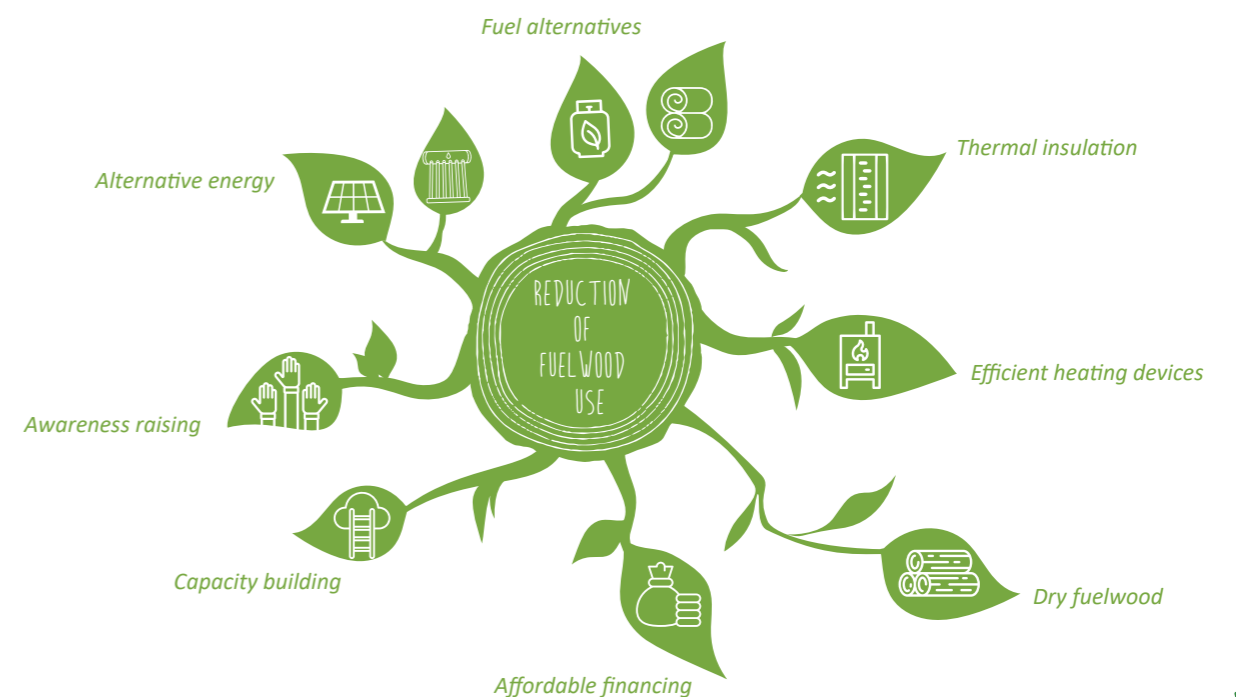 Fuel alternatives
Thermal insulation
Alternative energy
REDUCTION
OF
FUELWOOD
USE
Efficient heating devices
Awareness raising
Capacity building
Dry fuelwood
Affordable financing